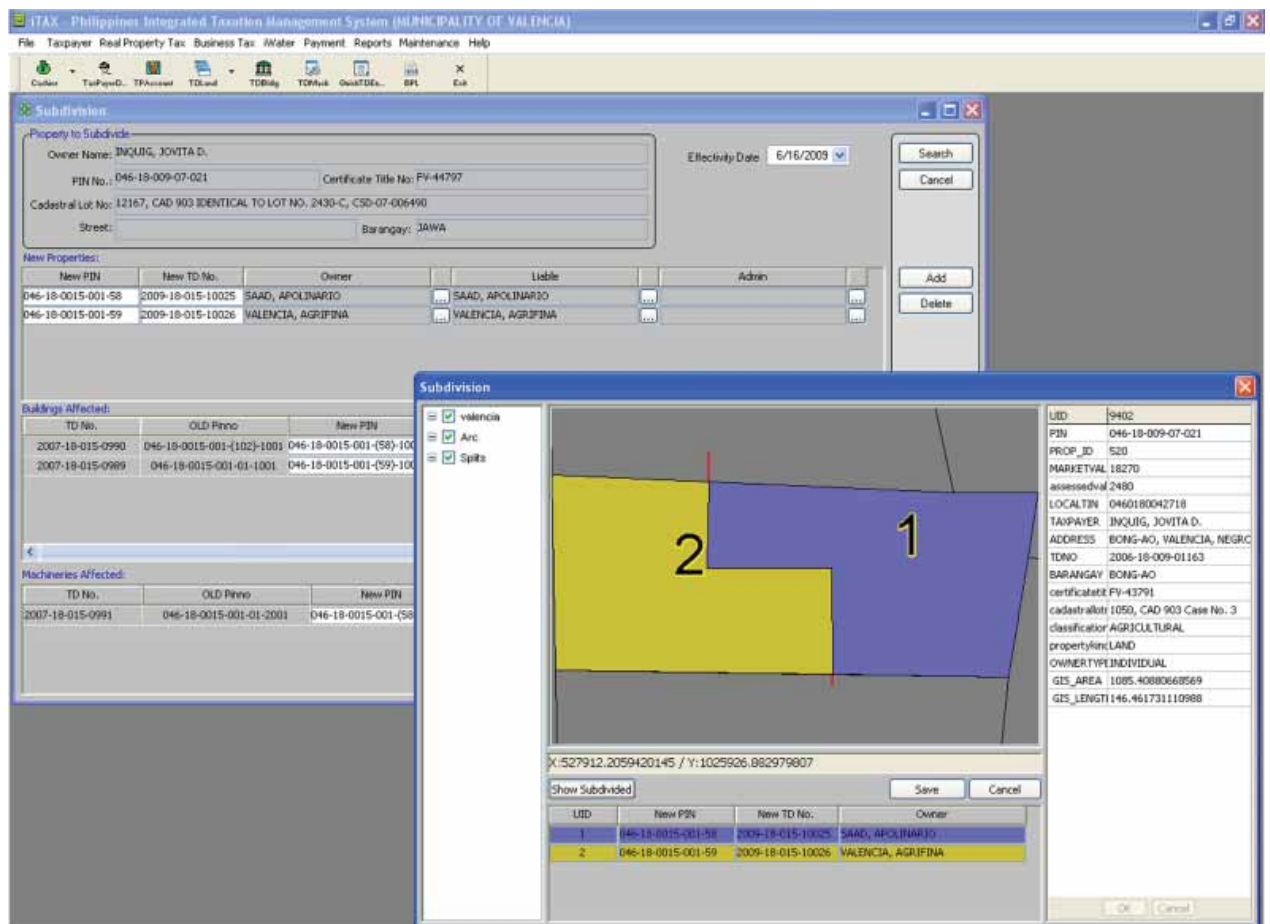 iTAX - Philippines Integrated Taxation Management System (MUNICIPALITY OF VALENCIA)
File Taxpayer Real Property Tax Business Tax iWater Payment Reports Maintenance Help
Cashier TaxPayerD... TPAccount TDLand TDBldg TDMach QuickTDEn... BPL Exit
Subdivision
Property to Subdivide
Owner Name: INQUIG, JOVITA D.
Effectivity Date 6/16/2009
Search
PIN No.: 046-18-009-07-021 Certificate Title No: FV-44797
Cancel
Cadastral Lot No: 12167, CAD 903 IDENTICAL TO LOT NO. 2430-C, CSD-07-006490
Street: Barangay: JAWA
New Properties:
New PIN New TD No. Owner Liable Admin
Add
046-18-0015-001-58 2009-18-015-10025 SAAD, APOLINARIO ... SAAD, APOLINARIO ... ...
Delete
046-18-0015-001-59 2009-18-015-10026 VALENCIA, AGRIFINA ... VALENCIA, AGRIFINA ... ...
Buildings Affected:
TD No. OLD Pinno New PIN
2007-18-015-0990 046-18-0015-001-(102)-1001 046-18-0015-001-(58)-100
2007-18-015-0989 046-18-0015-001-01-1001 046-18-0015-001-(59)-100
Machineries Affected:
TD No. OLD Pinno New PIN
2007-18-015-0991 046-18-0015-001-01-2001 046-18-0015-001-(58
Subdivision
valencia
Arc
Splits
1
2
UID 9402
PIN 046-18-009-07-021
PROP_ID 520
MARKETVAL 18270
assessedval 2480
LOCALTIN 0460180042718
TAXPAYER INQUIG, JOVITA D.
ADDRESS BONG-AO, VALENCIA, NEGRO
TDNO 2006-18-009-01163
BARANGAY BONG-AO
certificatetit FV-43791
cadastrallotr 1050, CAD 903 Case No. 3
classification AGRICULTURAL
propertykind LAND
OWNERTYPE INDIVIDUAL
GIS_AREA 1085.40880668569
GIS_LENGTH 146.461731110988
X:527912.2059420145 / Y:1025926.882979807
Show Subdivided Save Cancel
UID New PIN New TD No. Owner
1 046-18-0015-001-58 2009-18-015-10025 SAAD, APOLINARIO
2 046-18-0015-001-59 2009-18-015-10026 VALENCIA, AGRIFINA
OK Cancel